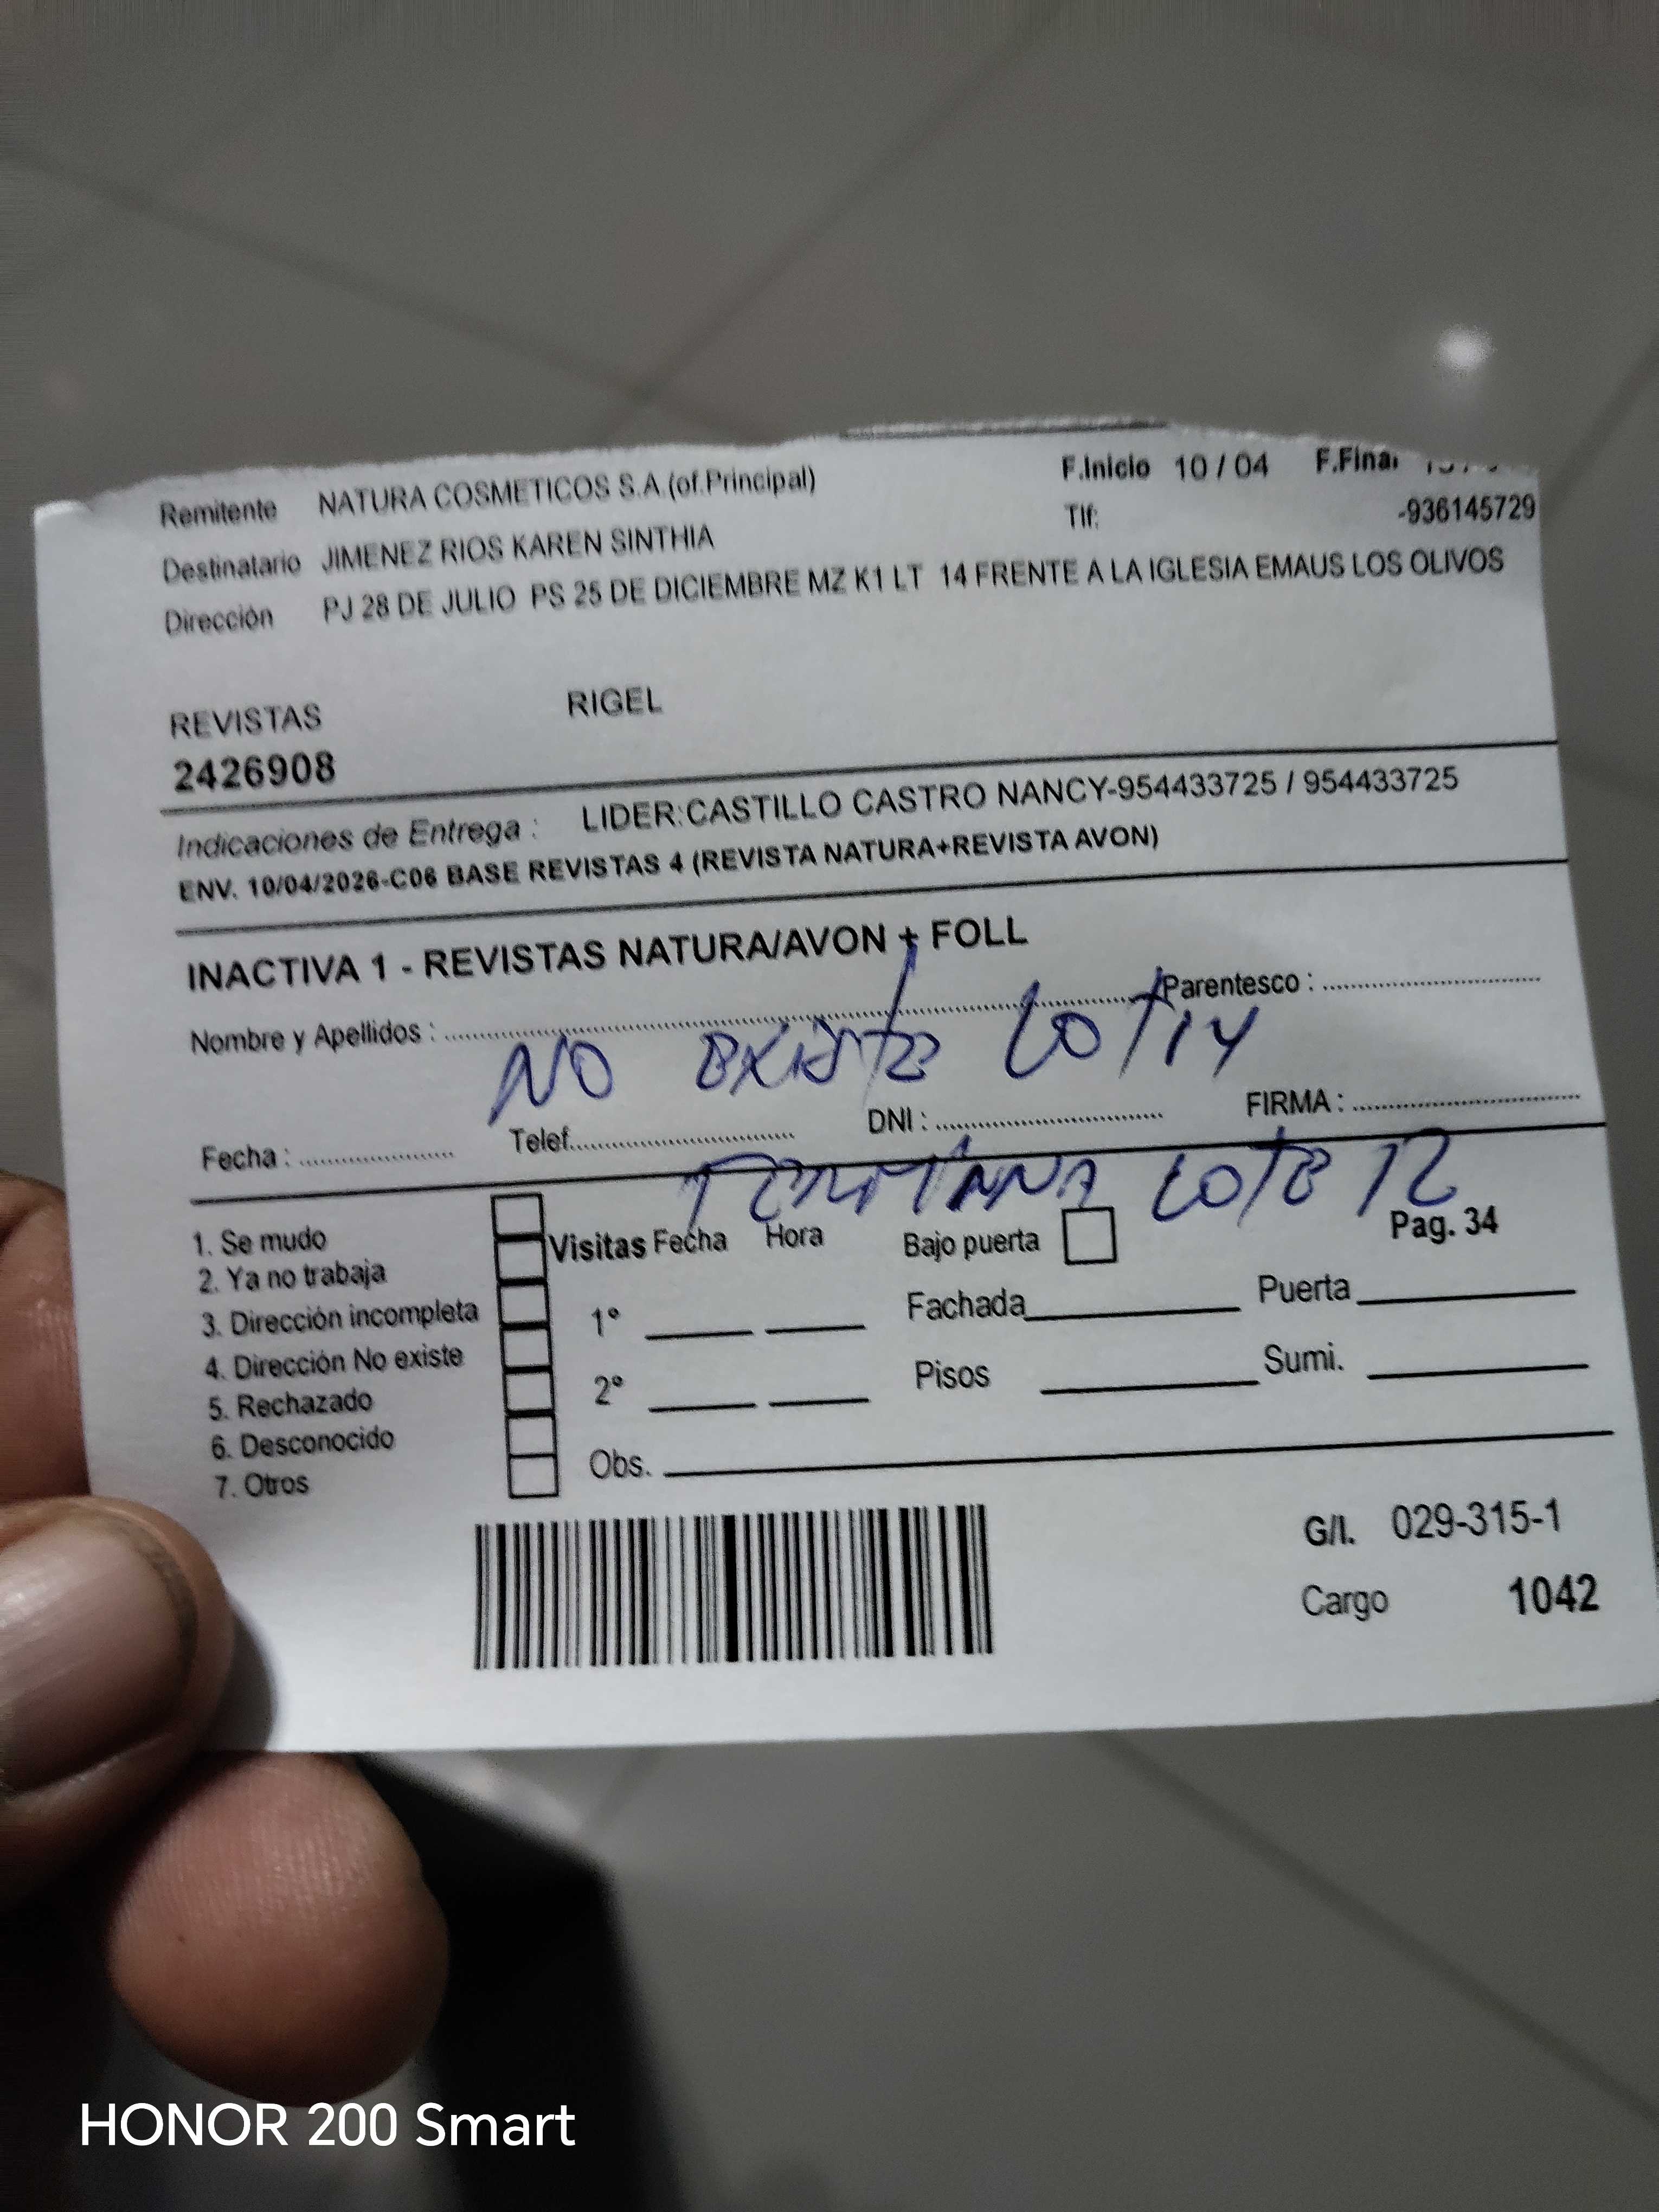 Remitente NATURA COSMETICOS S.A.(of.Principal) F.Inicio 10 / 04 F.Final
Destinatario JIMENEZ RIOS KAREN SINTHIA Tlf: -936145729
Dirección PJ 28 DE JULIO PS 25 DE DICIEMBRE MZ K1 LT 14 FRENTE A LA IGLESIA EMAUS LOS OLIVOS
REVISTAS RIGEL
2426908
Indicaciones de Entrega : LIDER:CASTILLO CASTRO NANCY-954433725 / 954433725
ENV. 10/04/2026-C06 BASE REVISTAS 4 (REVISTA NATURA+REVISTA AVON)
INACTIVA 1 - REVISTAS NATURA/AVON + FOLL
Nombre y Apellidos : Parentesco :
NO EXISTE LOT 14
Fecha : Telef. DNI : FIRMA :
LOTE 12
1. Se mudo
2. Ya no trabaja
3. Dirección incompleta
4. Dirección No existe
5. Rechazado
6. Desconocido
7. Otros
Visitas Fecha Hora Bajo puerta Pag. 34
1° Fachada Puerta
2° Pisos Sumi.
Obs.
G/I. 029-315-1
Cargo 1042
HONOR 200 Smart